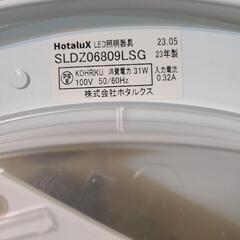 HotaluX LED照明器具 23.05
SLDZ06809LSG 23年製
PSE KOHRIKU 消費電力 31W 入力電流
100V 50/60Hz 0.32A
株式会社ホタルクス